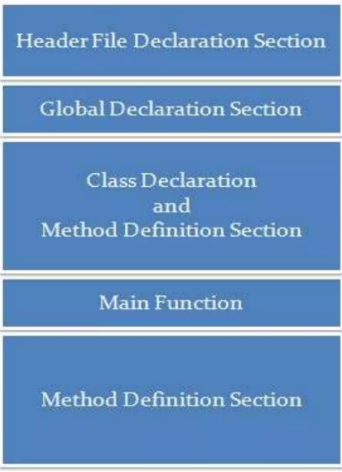 Header File Declaration Section
Global Declaration Section
Class Declaration
and
Method Definition Section
Main Function
Method Definition Section